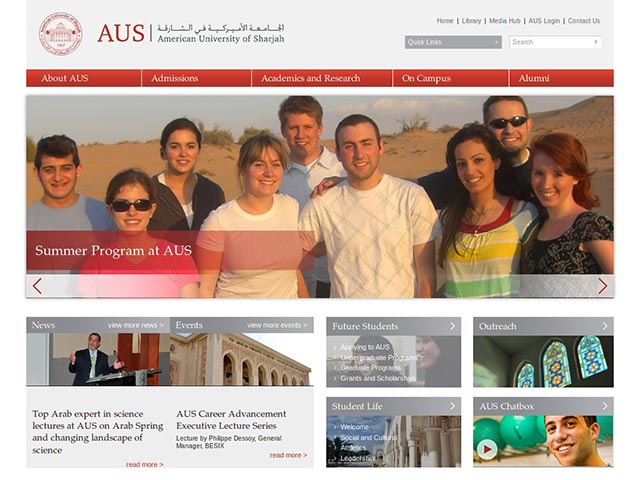 AUS
الجامعة الأميركية في الشارقة
American University of Sharjah
Home | Library | Media Hub | AUS Login | Contact Us
Quick Links
Search
About AUS
Admissions
Academics and Research
On Campus
Alumni
Summer Program at AUS
News
view more news >
Events
view more events >
Top Arab expert in science
lectures at AUS on Arab Spring
and changing landscape of
science
read more >
AUS Career Advancement
Executive Lecture Series
Lecture by Philippe Dessoy, General
Manager, BESIX
read more >
Future Students
Applying to AUS
Undergraduate Programs
Graduate Programs
Grants and Scholarships
Outreach
Student Life
Welcome
Social and Cultural
Athletics
Leadership
AUS Chatbox